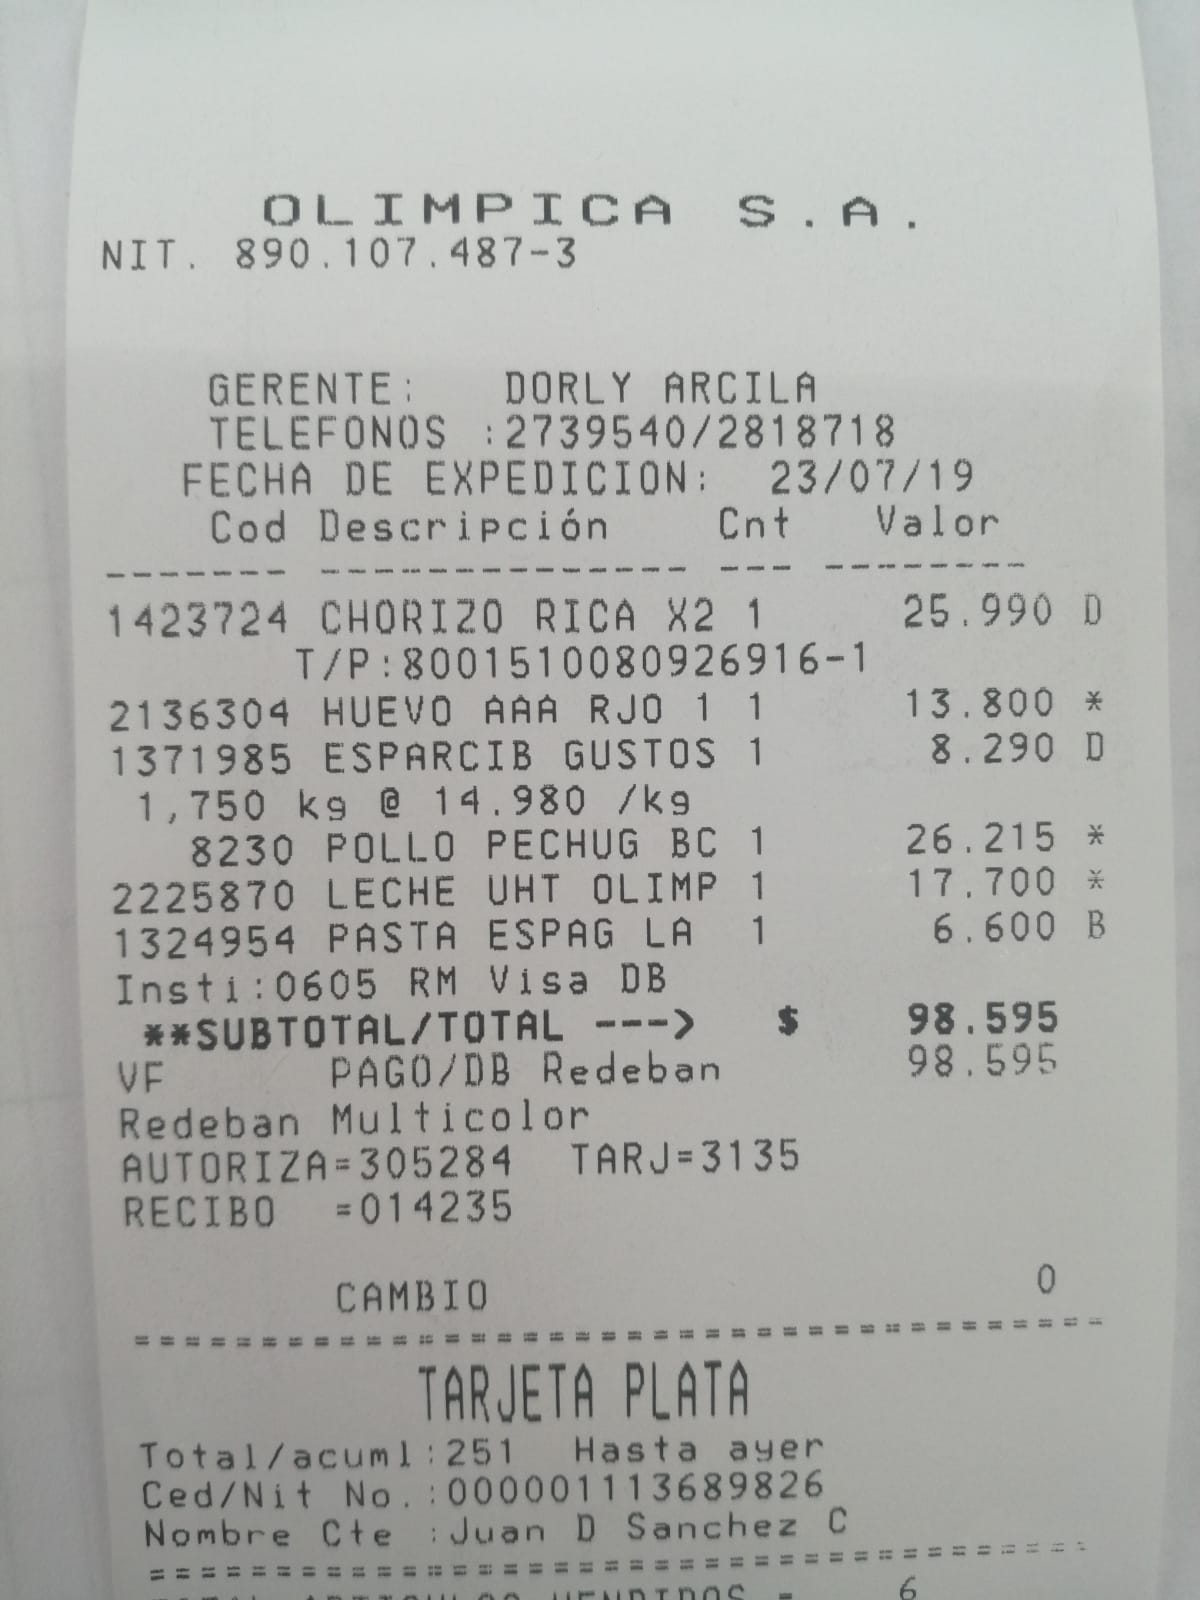 OLIMPICA S.A.
NIT. 890.107.487-3
GERENTE: DORLY ARCILA
TELEFONOS :2739540/2818718
FECHA DE EXPEDICION: 23/07/19
Cod Descripción Cnt Valor
------- -------------- --- --------
1423724 CHORIZO RICA X2 1 25.990 D
T/P:8001510080926916-1
2136304 HUEVO AAA RJO 1 1 13.800 *
1371985 ESPARCIB GUSTOS 1 8.290 D
1,750 kg @ 14.980 /kg
8230 POLLO PECHUG BC 1 26.215 *
2225870 LECHE UHT OLIMP 1 17.700 *
1324954 PASTA ESPAG LA 1 6.600 B
Insti:0605 RM Visa DB
**SUBTOTAL/TOTAL ---> $ 98.595
VF PAGO/DB Redeban 98.595
Redeban Multicolor
AUTORIZA=305284 TARJ=3135
RECIBO =014235
CAMBIO 0
=====================================
TARJETA PLATA
Total/acuml:251 Hasta ayer
Ced/Nit No.:000001113689826
Nombre Cte :Juan D Sanchez C
=====================================
VENDIDOS = 6